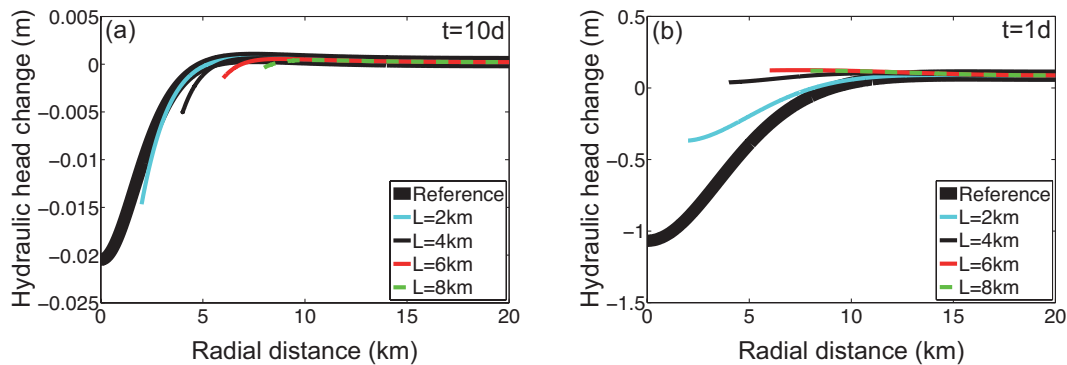 (a)
t=10d
Hydraulic head change (m)
0.005
0
−0.005
−0.01
−0.015
−0.02
−0.025
0
5
10
15
20
Radial distance (km)
Reference
L=2km
L=4km
L=6km
L=8km
(b)
t=1d
Hydraulic head change (m)
0.5
0
−0.5
−1
−1.5
0
5
10
15
20
Radial distance (km)
Reference
L=2km
L=4km
L=6km
L=8km